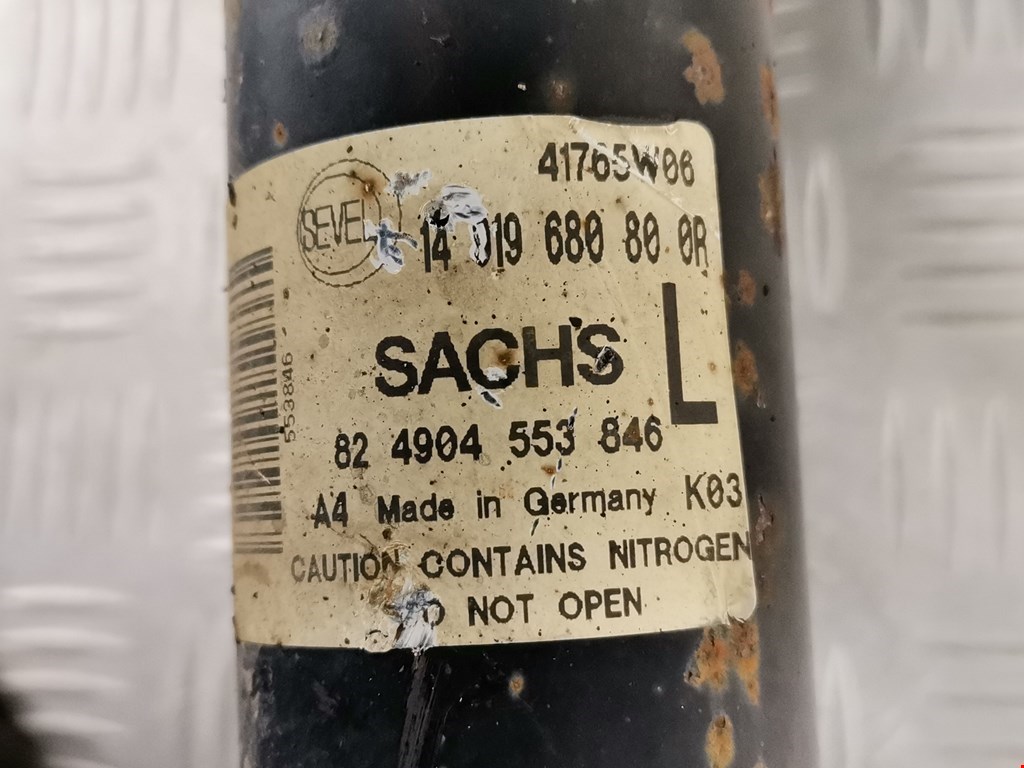 41765W06
SEVEL
14 019 680 80 0R
SACHS
L
82 4904 553 846
553846
A4 Made in Germany K03
CAUTION CONTAINS NITROGEN
DO NOT OPEN